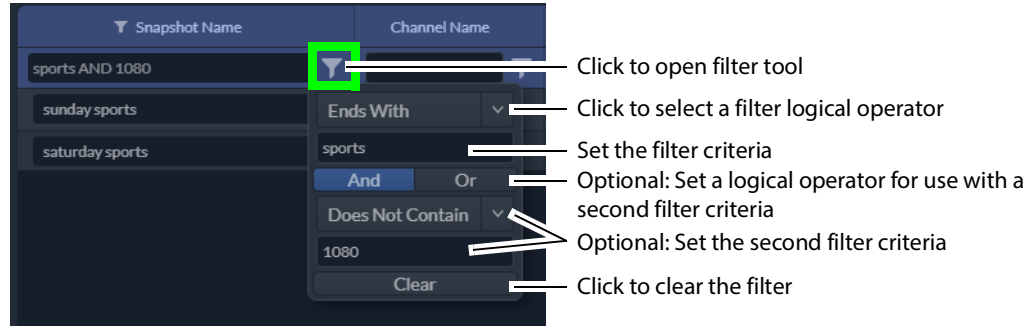 Snapshot Name
Channel Name
sports AND 1080
Click to open filter tool
sunday sports
Ends With
Click to select a filter logical operator
saturday sports
sports
Set the filter criteria
And
Or
Optional: Set a logical operator for use with a
second filter criteria
Does Not Contain
Optional: Set the second filter criteria
1080
Clear
Click to clear the filter